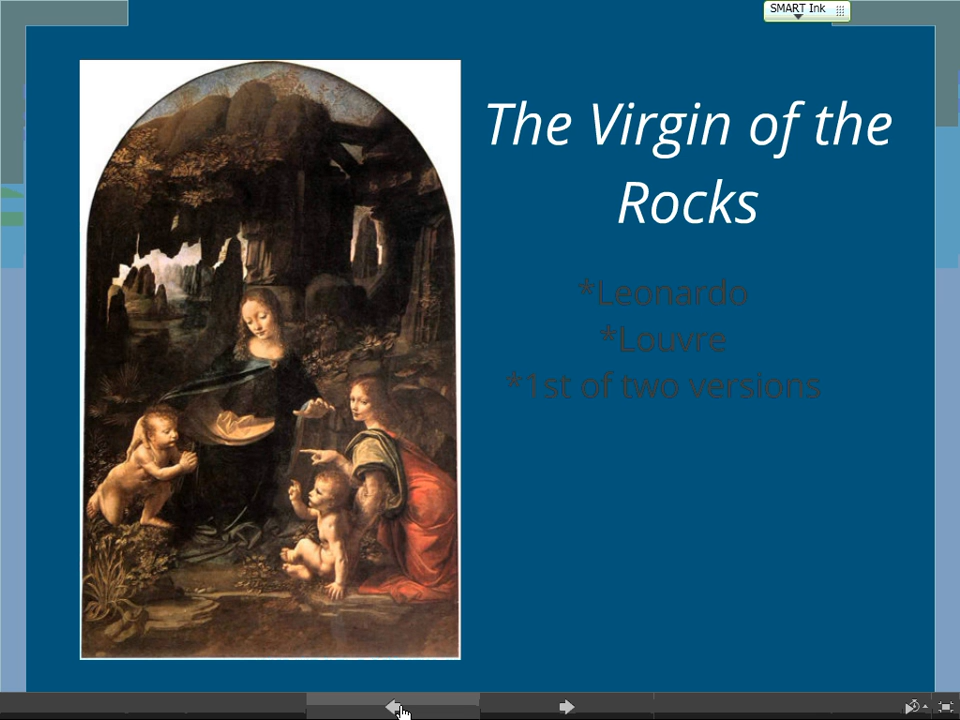 SMART Ink
The Virgin of the
Rocks
*Leonardo
*Louvre
*1st of two versions